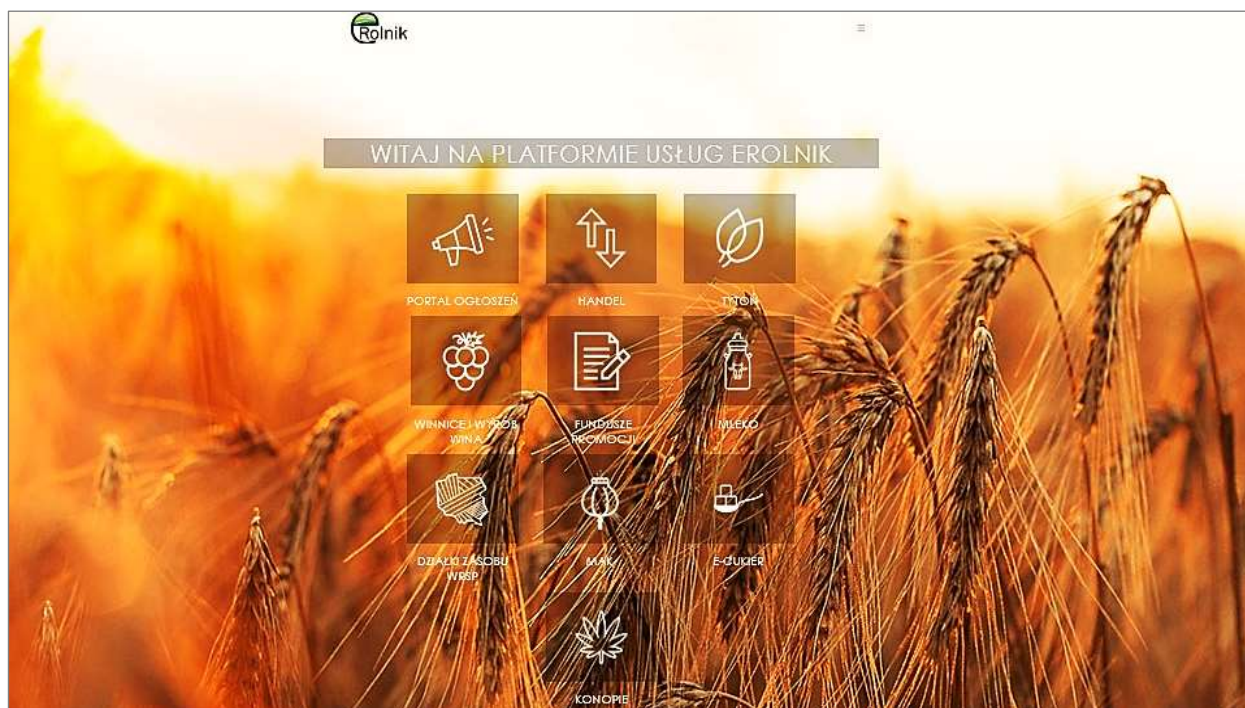 eRolnik
WITAJ NA PLATFORMIE USŁUG EROLNIK
PORTAL OGŁOSZEŃ
HANDEL
TYTOŃ
WINNICE I WYRÓB
WINA
FUNDUSZE
PROMOCJI
MLEKO
DZIAŁKI ZASOBU
WRSP
MAK
E-CUKIER
KONOPIE